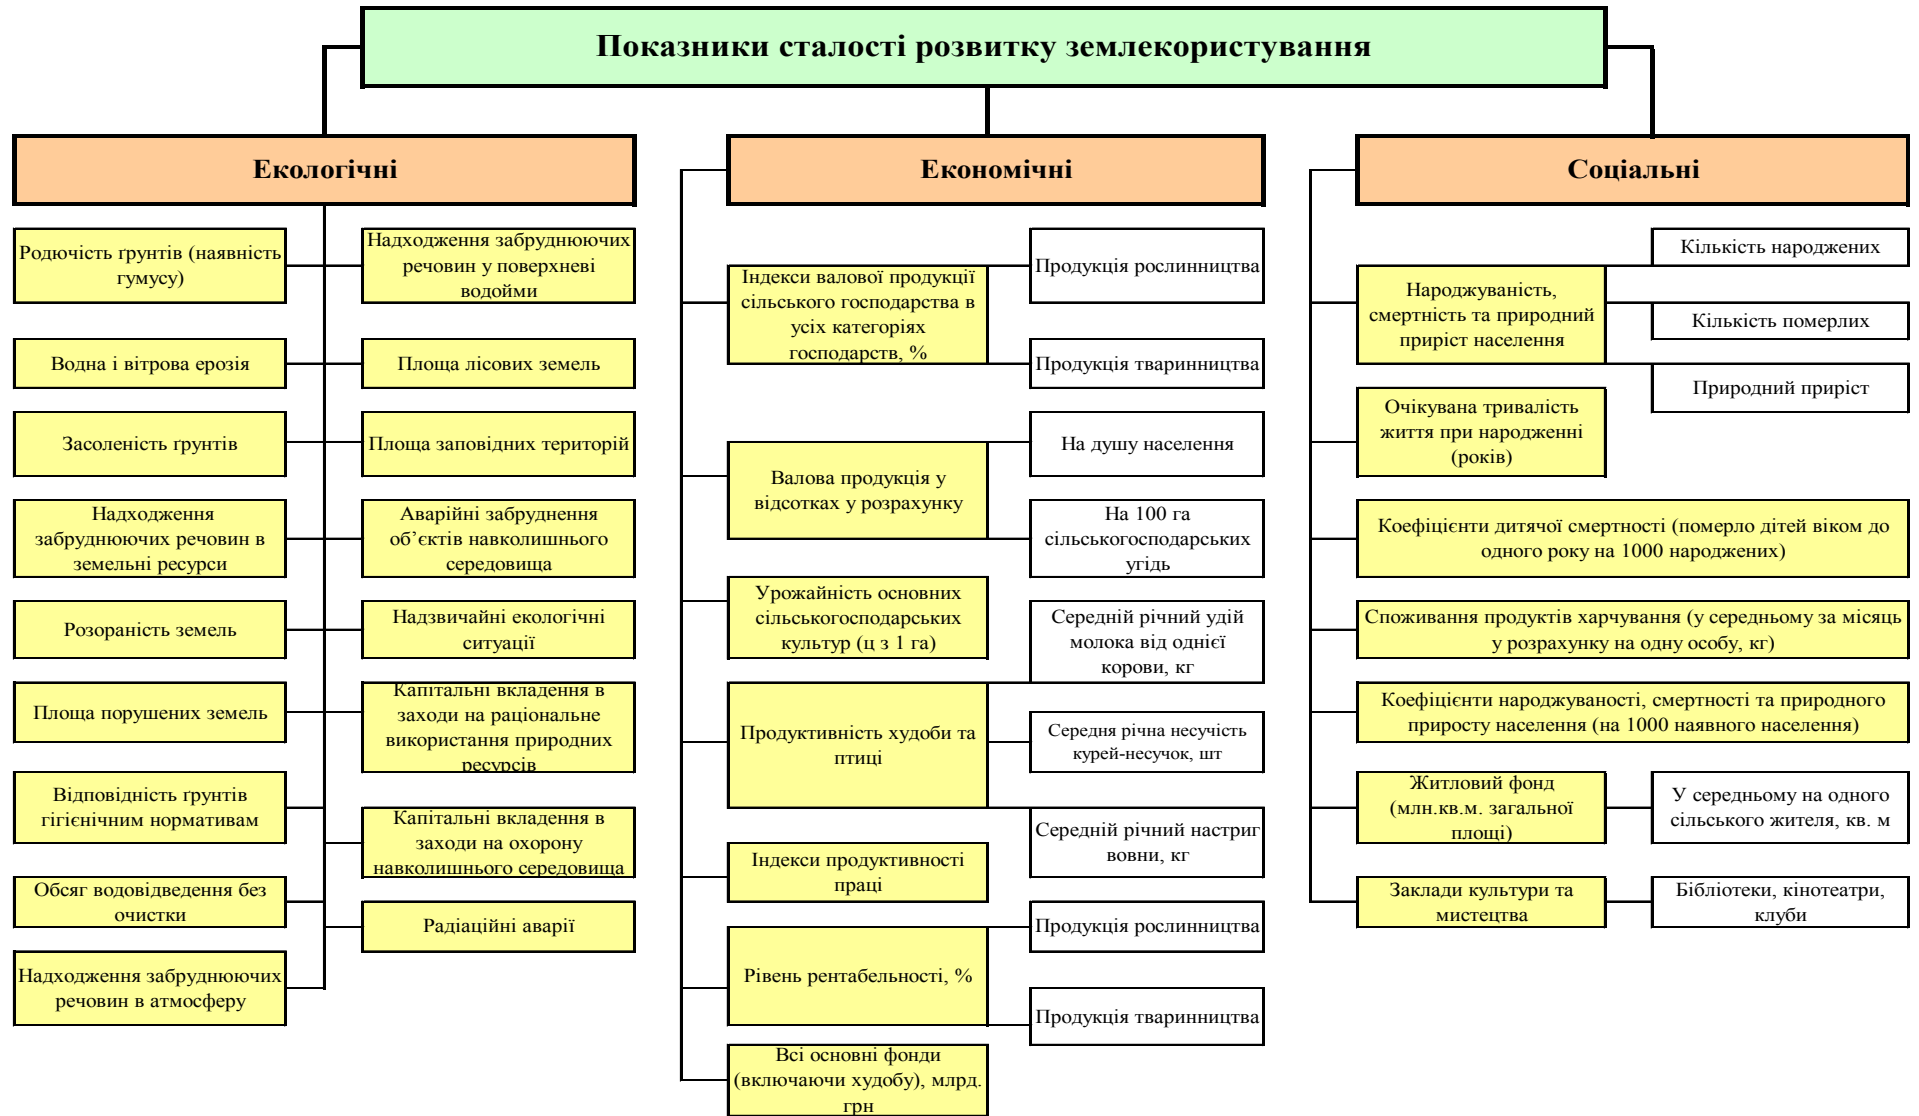 Показники сталості розвитку землекористування
Екологічні
Родючість ґрунтів (наявність
гумусу)
Водна і вітрова ерозія
Засоленість ґрунтів
Надходження
забруднюючих речовин в
земельні ресурси
Розораність земель
Площа порушених земель
Відповідність ґрунтів
гігієнічним нормативам
Обсяг водовідведення без
очистки
Надходження забруднюючих
речовин в атмосферу
Надходження забруднюючих
речовин у поверхневі
водойми
Площа лісових земель
Площа заповідних територій
Аварійні забруднення
об’єктів навколишнього
середовища
Надзвичайні екологічні
ситуації
Капітальні вкладення в
заходи на раціональне
використання природних
ресурсів
Капітальні вкладення в
заходи на охорону
навколишнього середовища
Радіаційні аварії
Економічні
Індекси валової продукції
сільського господарства в
усіх категоріях
господарств, %
Продукція рослинництва
Продукція тваринництва
Валова продукція у
відсотках у розрахунку
На душу населення
На 100 га
сільськогосподарських
угідь
Урожайність основних
сільськогосподарських
культур (ц з 1 га)
Продуктивність худоби та
птиці
Середній річний удій
молока від однієї
корови, кг
Середня річна несучість
курей-несучок, шт
Середній річний настриг
вовни, кг
Індекси продуктивності
праці
Рівень рентабельності, %
Продукція рослинництва
Продукція тваринництва
Всі основні фонди
(включаючи худобу), млрд.
грн
Соціальні
Народжуваність,
смертність та природний
приріст населення
Кількість народжених
Кількість померлих
Природний приріст
Очікувана тривалість
життя при народженні
(років)
Коефіцієнти дитячої смертності (померло дітей віком до
одного року на 1000 народжених)
Споживання продуктів харчування (у середньому за місяць
у розрахунку на одну особу, кг)
Коефіцієнти народжуваності, смертності та природного
приросту населення (на 1000 наявного населення)
Житловий фонд
(млн.кв.м. загальної
площі)
У середньому на одного
сільського жителя, кв. м
Заклади культури та
мистецтва
Бібліотеки, кінотеатри,
клуби